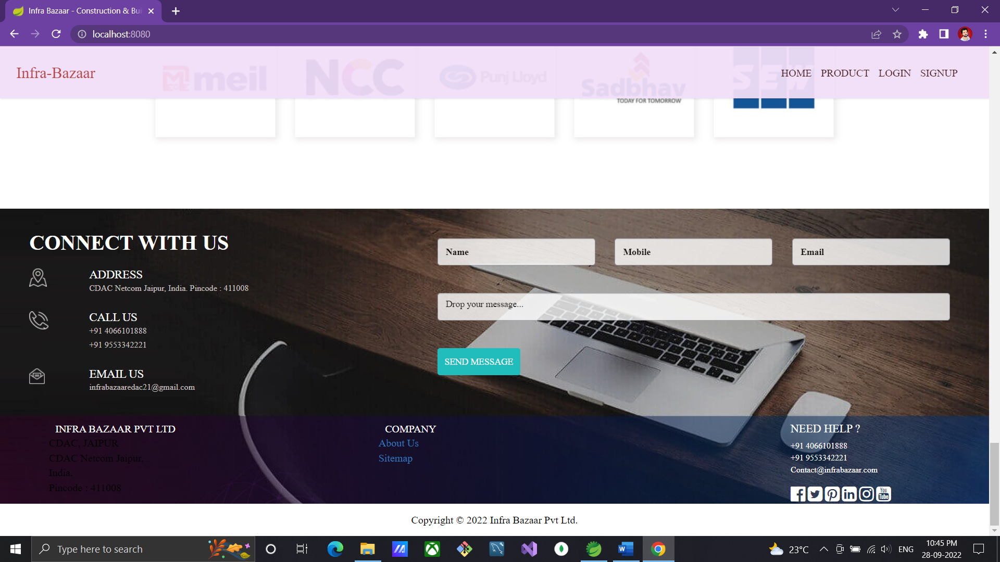 Infra Bazaar - Construction & Bui
localhost:8080
Infra-Bazaar
HOME PRODUCT LOGIN SIGNUP
meil
NCC
Punj Lloyd
Sadbhav
TODAY FOR TOMORROW
SEW
CONNECT WITH US
ADDRESS
CDAC Netcom Jaipur, India. Pincode : 411008
CALL US
+91 4066101888
+91 9553342221
EMAIL US
infrabazaaredac21@gmail.com
Name
Mobile
Email
Drop your message...
SEND MESSAGE
INFRA BAZAAR PVT LTD
CDAC, JAIPUR
CDAC Netcom Jaipur,
India.
Pincode : 411008
COMPANY
About Us
Sitemap
NEED HELP ?
+91 4066101888
+91 9553342221
Contact@infrabazaar.com
You
Tube
Copyright © 2022 Infra Bazaar Pvt Ltd.
Type here to search
23°C
ENG
10:45 PM
28-09-2022